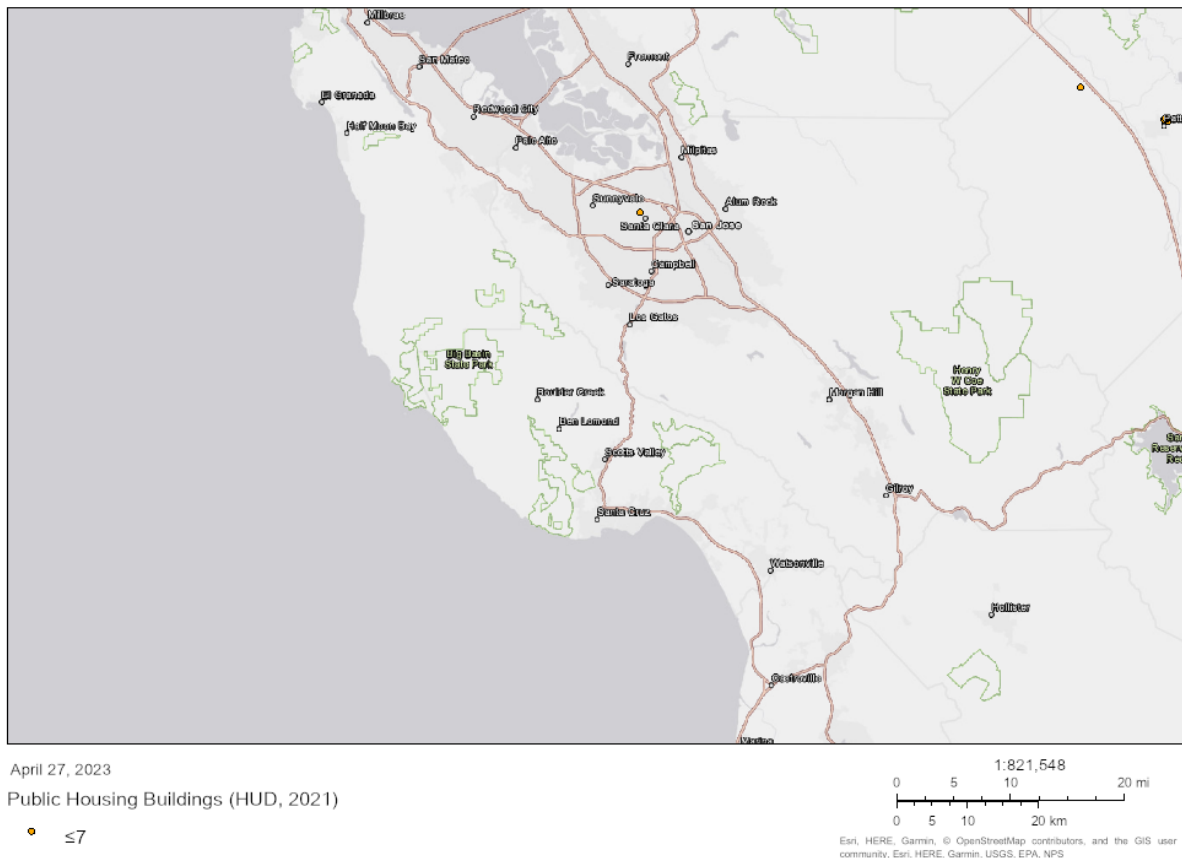 Millbrae
San Mateo
Fremont
El Granada
Redwood City
Half Moon Bay
Palo Alto
Milpitas
Sunnyvale
Alum Rock
Santa Clara
San Jose
Campbell
Saratoga
Los Gatos
Big Basin
State Park
Henry
W Coe
State Park
Boulder Creek
Morgan Hill
Ben Lomond
Scotts Valley
Gilroy
Santa Cruz
Watsonville
Hollister
Castroville
April 27, 2023
1:821,548
0 5 10 20 mi
0 5 10 20 km
Public Housing Buildings (HUD, 2021)
≤7
Esri, HERE, Garmin, © OpenStreetMap contributors, and the GIS user
community, Esri, HERE, Garmin, USGS, EPA, NPS